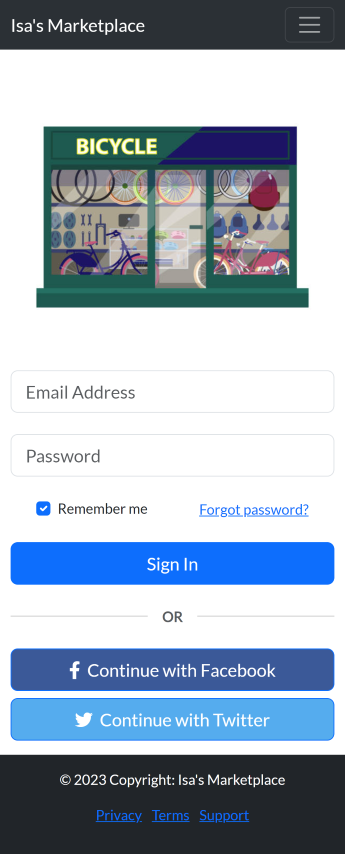 Isa's Marketplace
BICYCLE
Email Address
Password
Remember me Forgot password?
Sign In
OR
Continue with Facebook
Continue with Twitter
© 2023 Copyright: Isa's Marketplace
Privacy Terms Support